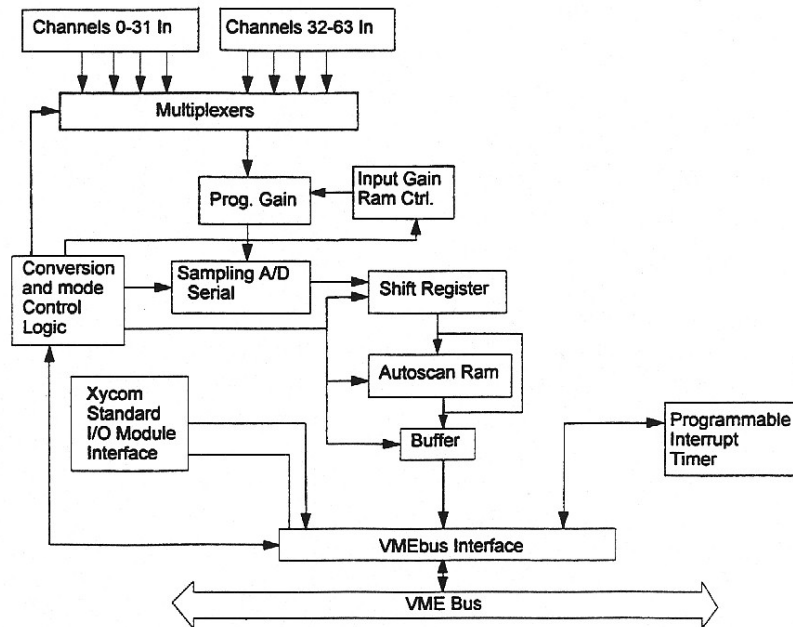 Channels 0-31 In
Channels 32-63 In
Multiplexers
Prog. Gain
Input Gain
Ram Ctrl.
Conversion
and mode
Control
Logic
Sampling A/D
Serial
Shift Register
Autoscan Ram
Xycom
Standard
I/O Module
Interface
Buffer
Programmable
Interrupt
Timer
VMEbus Interface
VME Bus